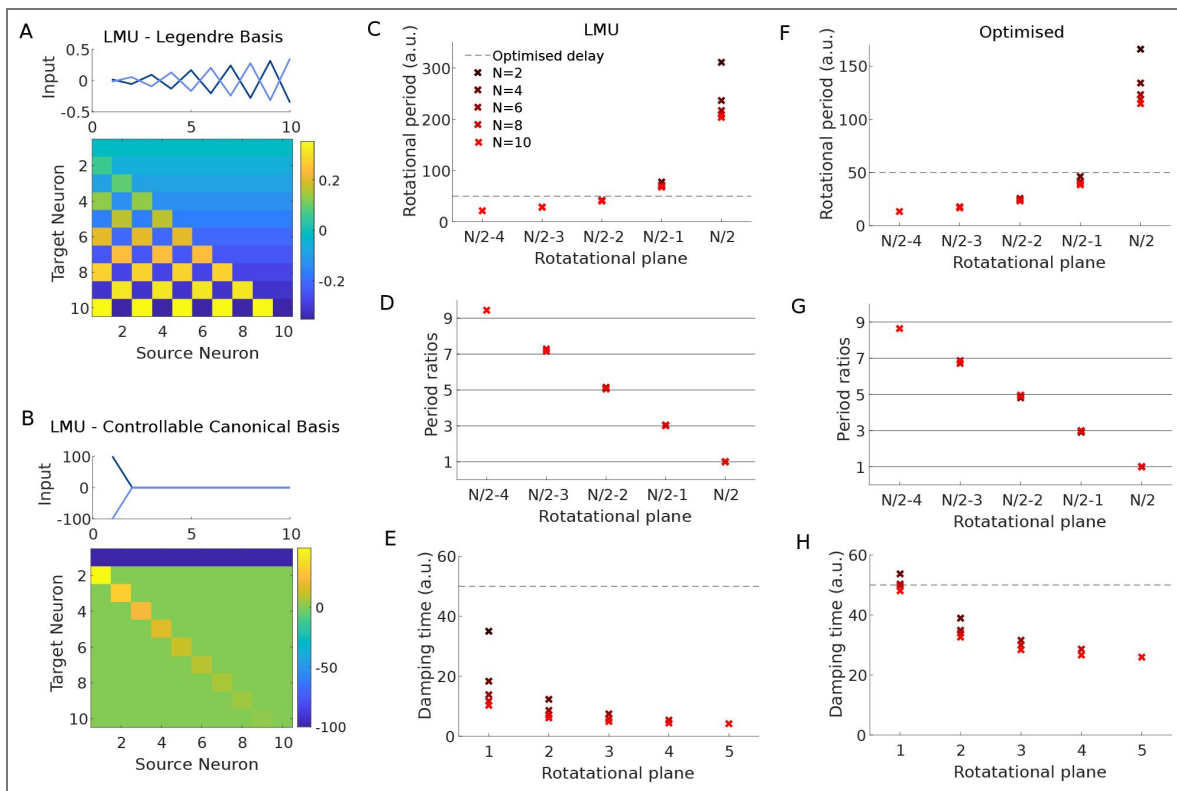 A
LMU - Legendre Basis
Input
0.5
0
-0.5
0
5
10
Target Neuron
2
4
6
8
10
2
4
6
8
10
Source Neuron
0.2
0
-0.2
B
LMU - Controllable Canonical Basis
Input
100
0
-100
0
5
10
Target Neuron
2
4
6
8
10
2
4
6
8
10
Source Neuron
0
-50
-100
C
LMU
Rotational period (a.u.)
300
200
100
0
Optimised delay
N=2
N=4
N=6
N=8
N=10
N/2-4
N/2-3
N/2-2
N/2-1
N/2
Rotatational plane
D
Period ratios
9
7
5
3
1
N/2-4
N/2-3
N/2-2
N/2-1
N/2
Rotatational plane
E
Damping time (a.u.)
60
40
20
0
1
2
3
4
5
Rotatational plane
F
Optimised
Rotational period (a.u.)
150
100
50
0
N/2-4
N/2-3
N/2-2
N/2-1
N/2
Rotatational plane
G
Period ratios
9
7
5
3
1
N/2-4
N/2-3
N/2-2
N/2-1
N/2
Rotatational plane
H
Damping time (a.u.)
60
40
20
0
1
2
3
4
5
Rotatational plane